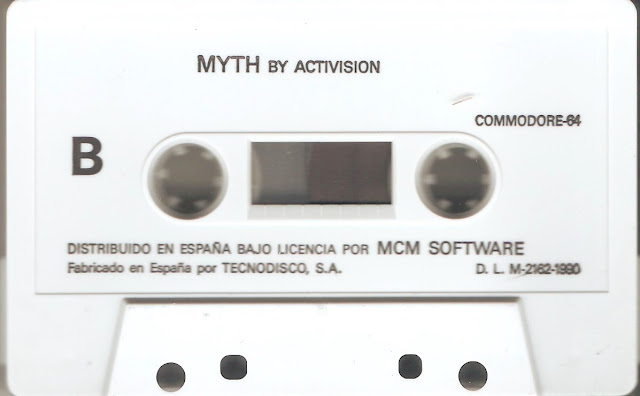 MYTH BY ACTIVISION
COMMODORE-64
B
DISTRIBUIDO EN ESPAÑA BAJO LICENCIA POR MCM SOFTWARE
Fabricado en España por TECNODISCO, S.A. D. L. M-2162-1990